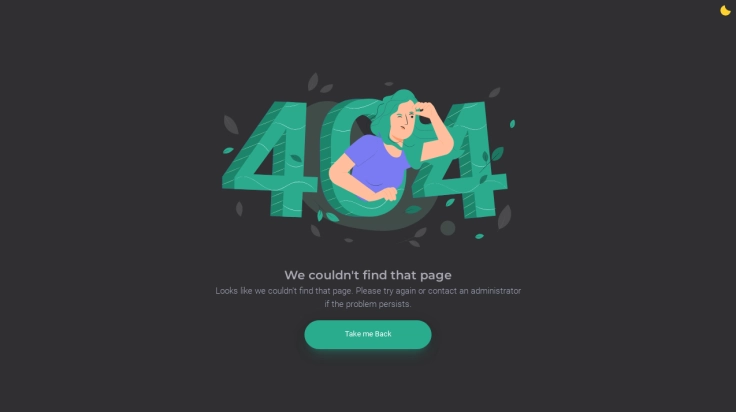 404
We couldn't find that page
Looks like we couldn't find that page. Please try again or contact an administrator
if the problem persists.
Take me Back